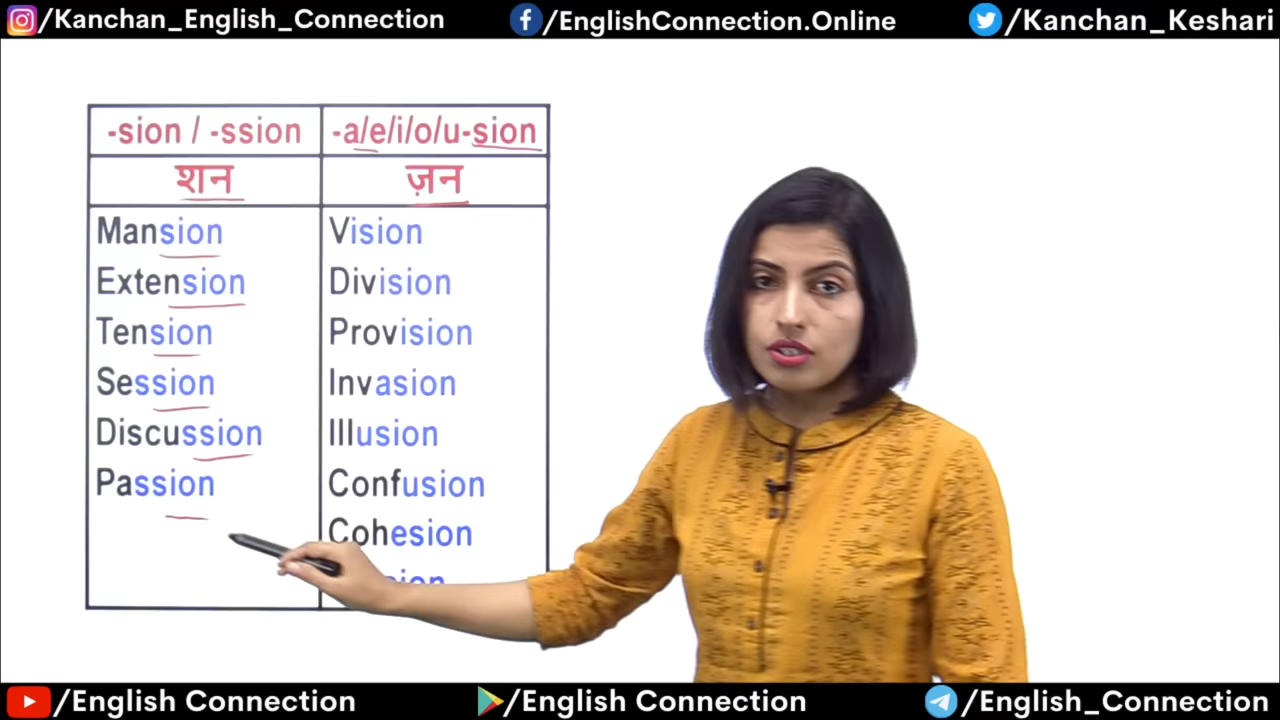 /Kanchan_English_Connection
/EnglishConnection.Online
/Kanchan_Keshari
-sion / -ssion
-a/e/i/o/u-sion
शन
ज़न
Mansion
Vision
Extension
Division
Tension
Provision
Session
Invasion
Discussion
Illusion
Passion
Confusion
Cohesion
/English Connection
/English Connection
/English_Connection